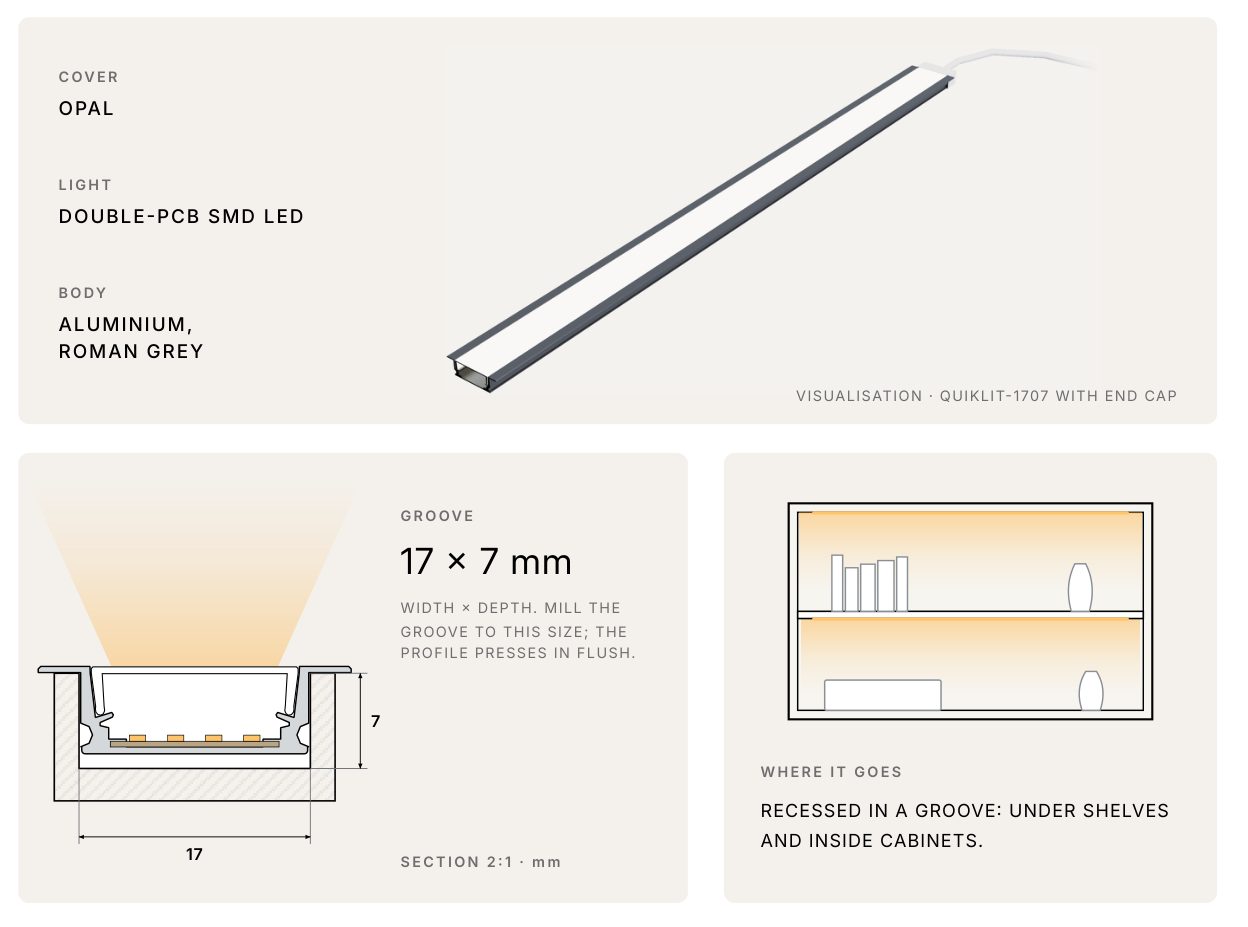 COVER
OPAL
LIGHT
DOUBLE-PCB SMD LED
BODY
ALUMINIUM,
ROMAN GREY
VISUALISATION · QUIKLIT-1707 WITH END CAP
GROOVE
17 × 7 mm
WIDTH × DEPTH. MILL THE
GROOVE TO THIS SIZE; THE
PROFILE PRESSES IN FLUSH.
7
17
SECTION 2:1 · mm
WHERE IT GOES
RECESSED IN A GROOVE: UNDER SHELVES
AND INSIDE CABINETS.